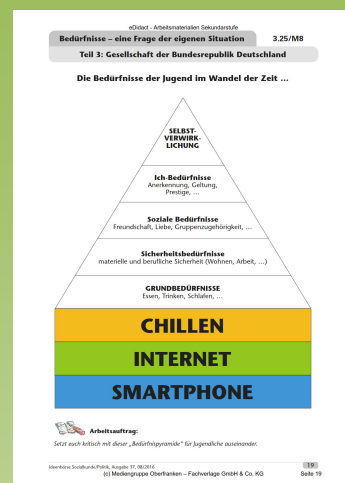 eDidact - Arbeitsmaterialien Sekundarstufe
Bedürfnisse – eine Frage der eigenen Situation 3.25/M8
Teil 3: Gesellschaft der Bundesrepublik Deutschland
Die Bedürfnisse der Jugend im Wandel der Zeit ...
SELBST-
VERWIRK-
LICHUNG
Ich-Bedürfnisse
Anerkennung, Geltung,
Prestige, ...
Soziale Bedürfnisse
Freundschaft, Liebe, Gruppenzugehörigkeit, ...
Sicherheitsbedürfnisse
materielle und berufliche Sicherheit (Wohnen, Arbeit, ...)
GRUNDBEDÜRFNISSE
Essen, Trinken, Schlafen, ...
CHILLEN
INTERNET
SMARTPHONE
Arbeitsauftrag:
Setzt euch kritisch mit dieser „Bedürfnispyramide“ für Jugendliche auseinander.
Ideenbörse Sozialkunde/Politik, Ausgabe 37, 08/2016 19
(c) Mediengruppe Oberfranken – Fachverlage GmbH & Co. KG Seite 19